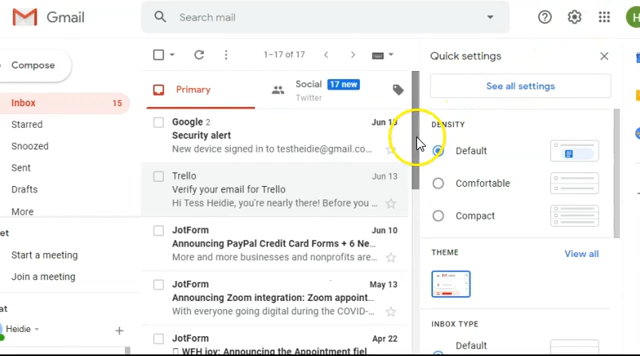 Gmail
Search mail
H
Compose
1–17 of 17
Quick settings
See all settings
Inbox 15
Starred
Snoozed
Sent
Drafts
More
Start a meeting
Join a meeting
Heidie
Primary
Social 17 new
Twitter
Google 2 Jun 19
Security alert
New device signed in to testheidie@gmail.co...
Trello Jun 13
Verify your email for Trello
Hi Tess Heidie, you're nearly there! Before you ...
JotForm Jun 10
Announcing PayPal Credit Card Forms + 6 Ne...
More and more businesses and nonprofits are...
JotForm May 13
Announcing Zoom integration: Zoom appoint...
With everyone going digital during the COVID-...
JotForm Apr 22
WFH joy: Announcing the Appointment fiel
DENSITY
Default
Comfortable
Compact
THEME View all
INBOX TYPE
Default